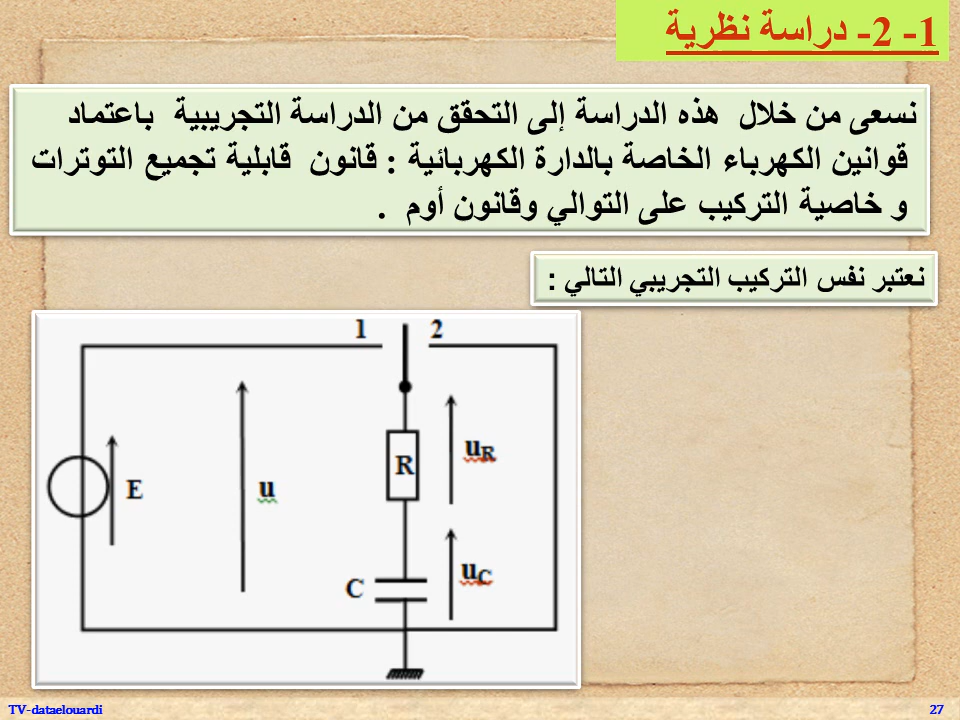 1- 2- دراسة نظرية
نسعى من خلال هذه الدراسة إلى التحقق من الدراسة التجريبية باعتماد
قوانين الكهرباء الخاصة بالدارة الكهربائية : قانون قابلية تجميع التوترات
و خاصية التركيب على التوالي وقانون أوم .
نعتبر نفس التركيب التجريبي التالي :
1 2
uR
R
E
u
uC
C
TV-dataelouardi
27